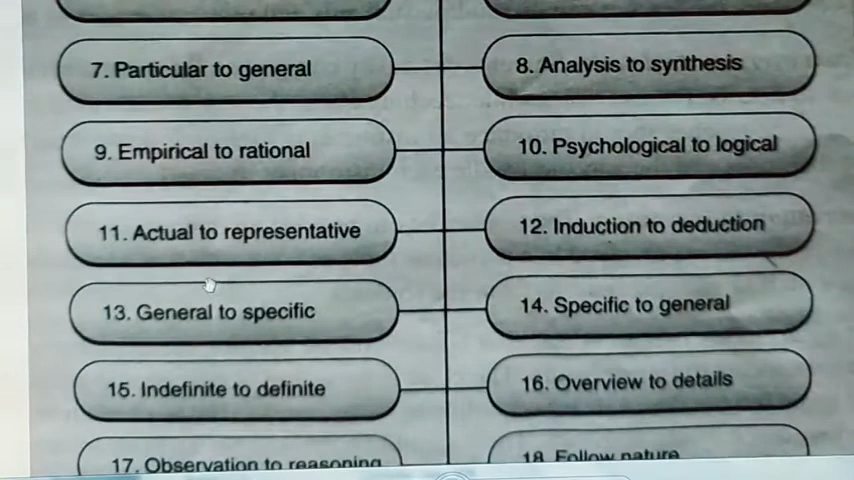 7. Particular to general
8. Analysis to synthesis
9. Empirical to rational
10. Psychological to logical
11. Actual to representative
12. Induction to deduction
13. General to specific
14. Specific to general
15. Indefinite to definite
16. Overview to details
17. Observation to reasoning
18. Follow nature